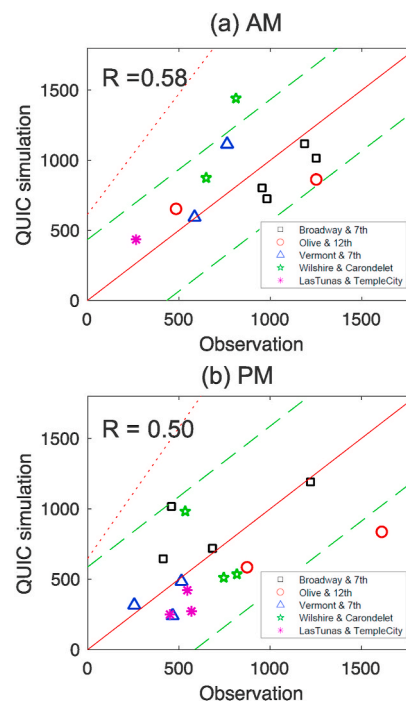 (a) AM
R =0.58
1500
1000
500
0
QUIC simulation
Broadway & 7th
Olive & 12th
Vermont & 7th
Wilshire & Carondelet
LasTunas & TempleCity
0 500 1000 1500
Observation
(b) PM
R = 0.50
1500
1000
500
0
QUIC simulation
Broadway & 7th
Olive & 12th
Vermont & 7th
Wilshire & Carondelet
LasTunas & TempleCity
0 500 1000 1500
Observation